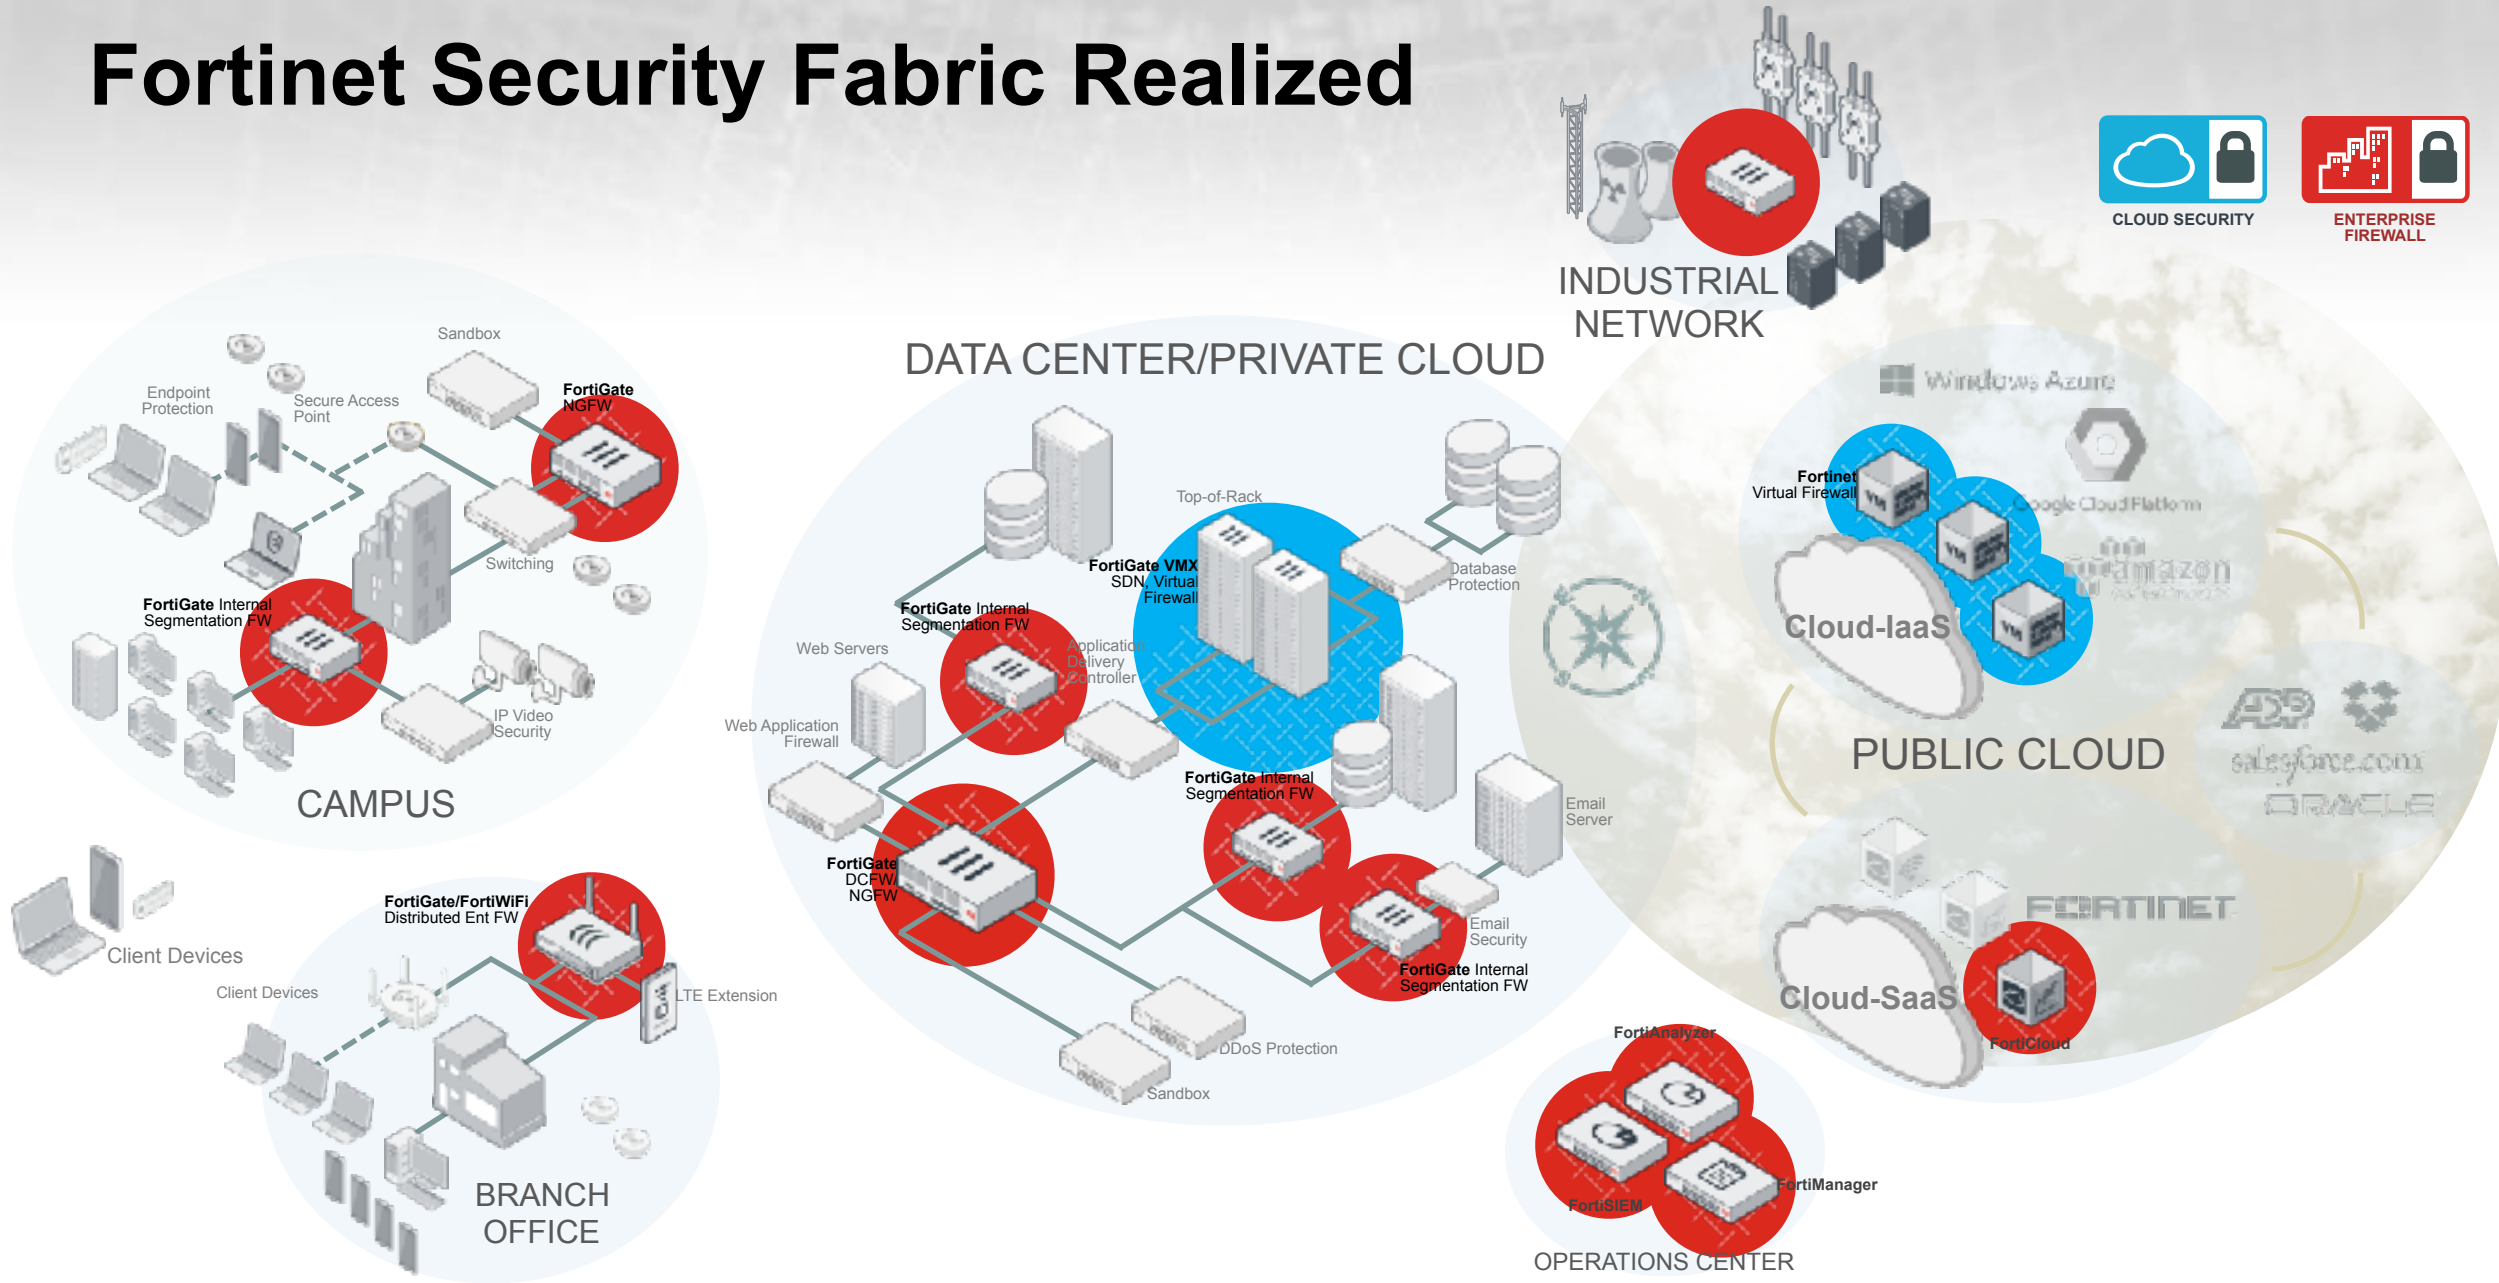 Fortinet Security Fabric Realized
CLOUD SECURITY
ENTERPRISE
FIREWALL
INDUSTRIAL
NETWORK
Sandbox
Endpoint
Protection
Secure Access
Point
FortiGate
NGFW
Switching
FortiGate Internal
Segmentation FW
IP Video
Security
CAMPUS
Client Devices
FortiGate/FortiWiFi
Distributed Ent FW
Client Devices
LTE Extension
BRANCH
OFFICE
DATA CENTER/PRIVATE CLOUD
Top-of-Rack
FortiGate VMX
SDN, Virtual
Firewall
Database
Protection
FortiGate Internal
Segmentation FW
Web Servers
Application
Delivery
Controller
Web Application
Firewall
FortiGate Internal
Segmentation FW
Email
Server
FortiGate
DCFW/
NGFW
Email
Security
FortiGate Internal
Segmentation FW
DDoS Protection
Sandbox
Windows Azure
Fortinet
Virtual Firewall
VM
VM
VM
Google Cloud Platform
amazon
Cloud-IaaS
PUBLIC CLOUD
ADP
salesforce.com
ORACLE
FORTINET
Cloud-SaaS
FortiCloud
FortiAnalyzer
FortiSIEM
FortiManager
OPERATIONS CENTER